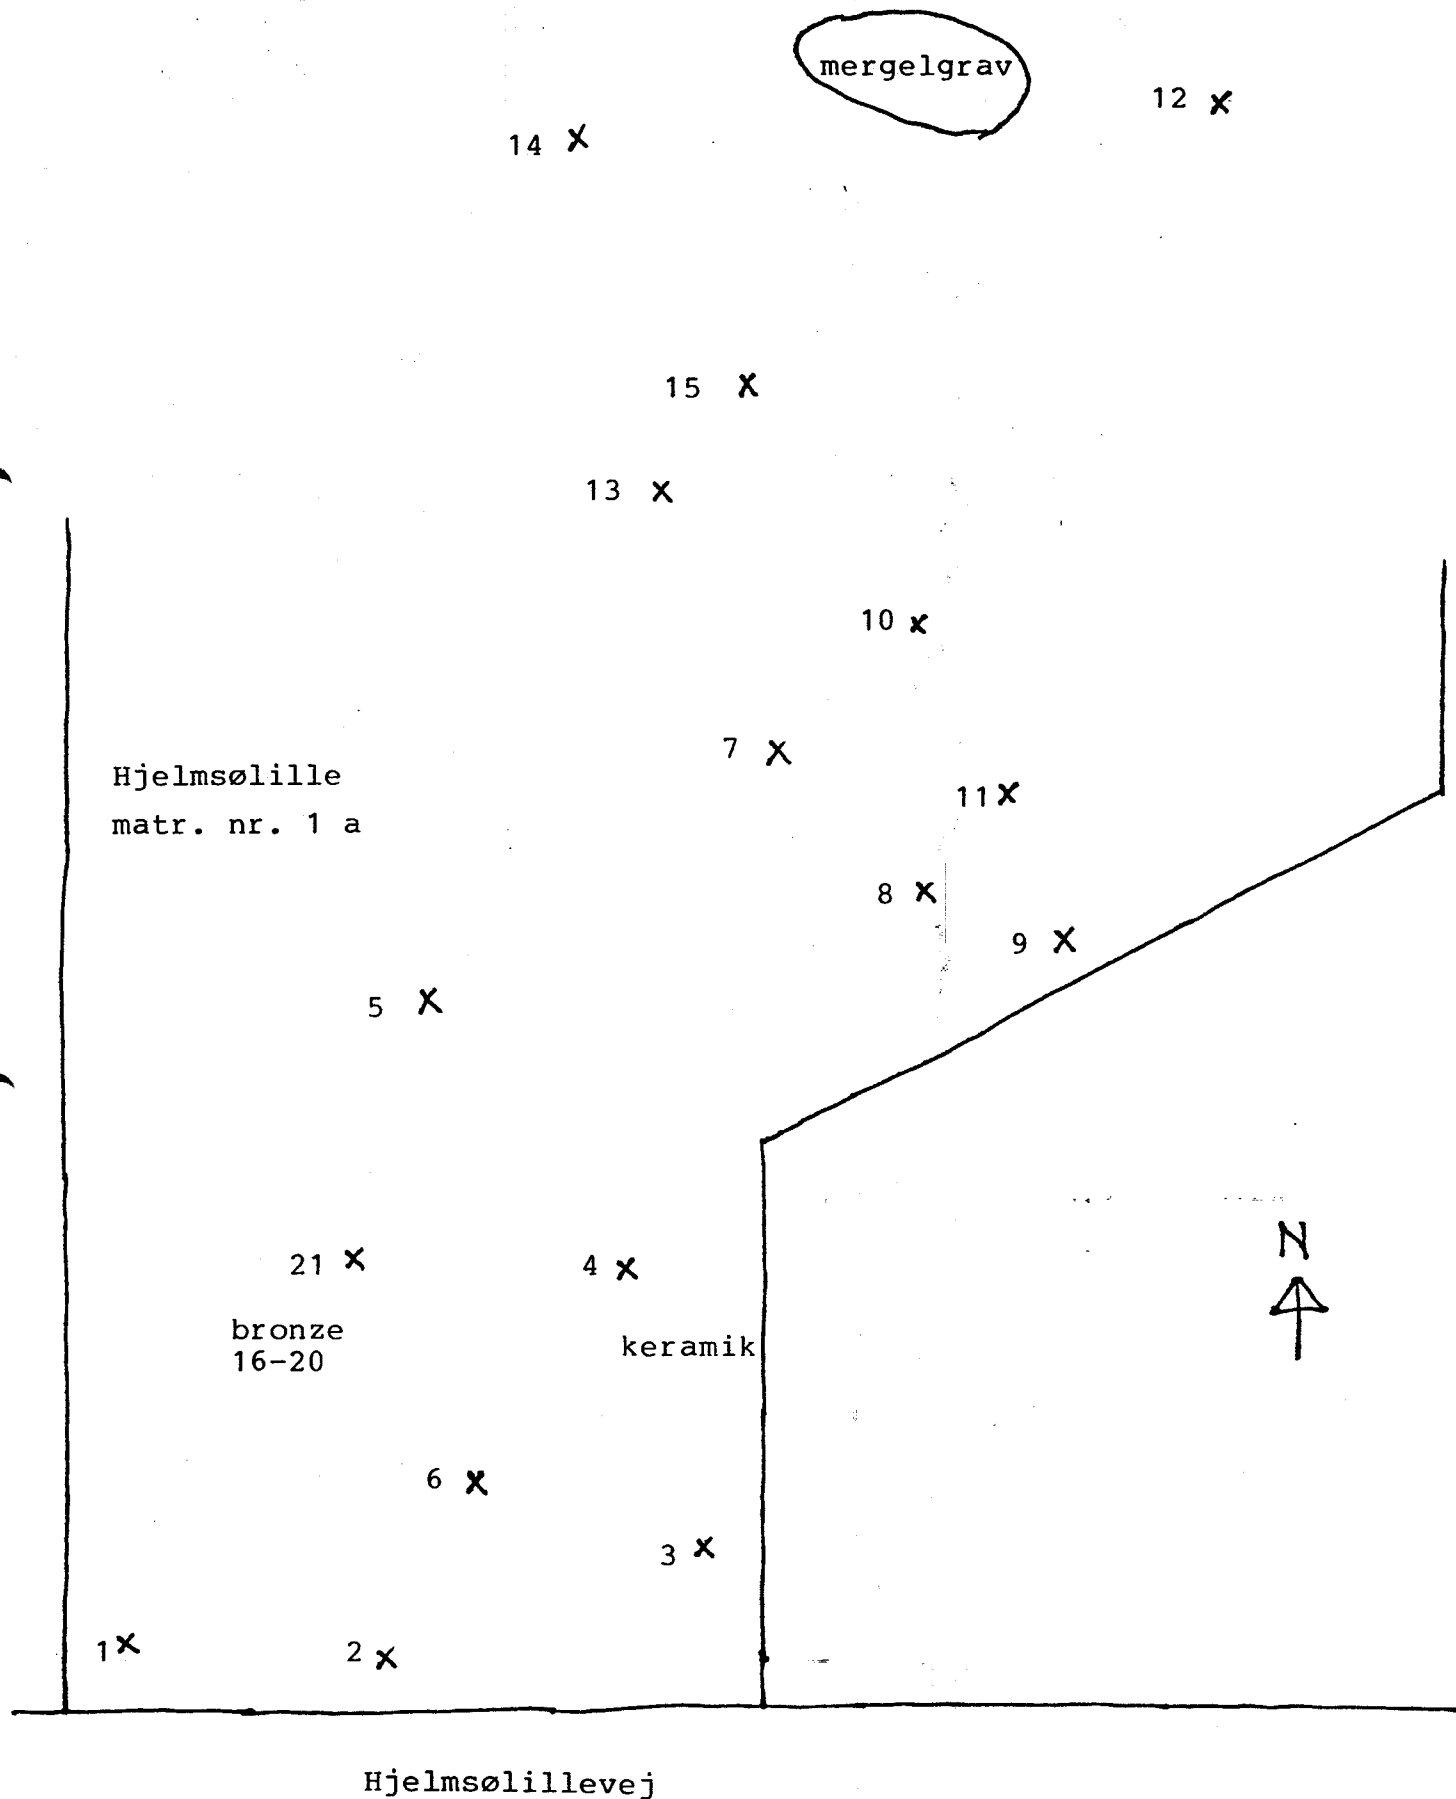 mergelgrav
12 x
14 x
15 x
13 x
10 x
7 x
Hjelmsølille
matr. nr. 1 a
11 x
8 x
9 x
5 x
N
21 x
4 x
bronze
16-20
keramik
6 x
3 x
1 x
2 x
Hjelmsølillevej